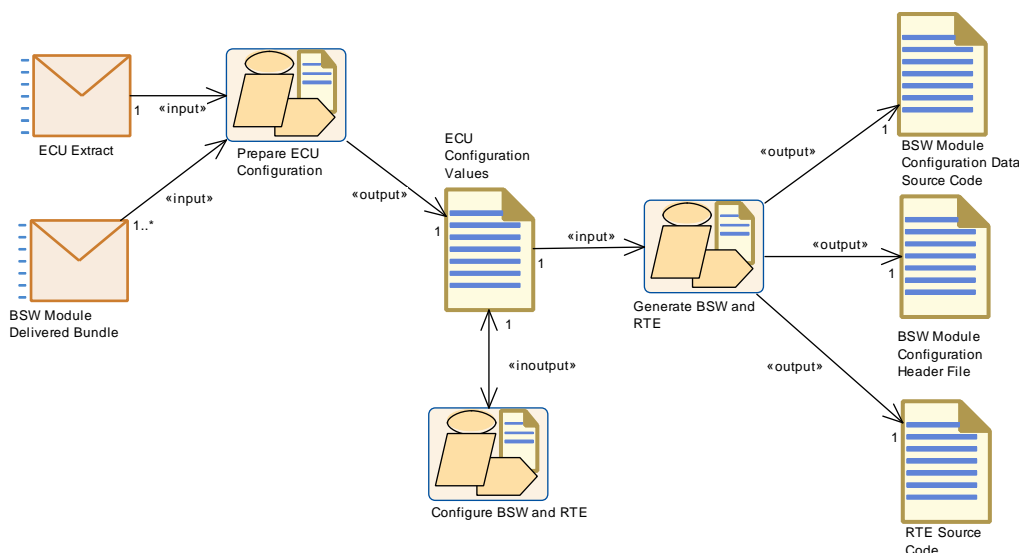 ECU Extract
1
«input»
Prepare ECU
Configuration
«input»
1..*
BSW Module
Delivered Bundle
«output»
ECU
Configuration
Values
1
1
1
«input»
«inoutput»
Configure BSW and RTE
Generate BSW and
RTE
«output»
1
BSW Module
Configuration Data
Source Code
«output»
1
BSW Module
Configuration
Header File
«output»
1
RTE Source
Code